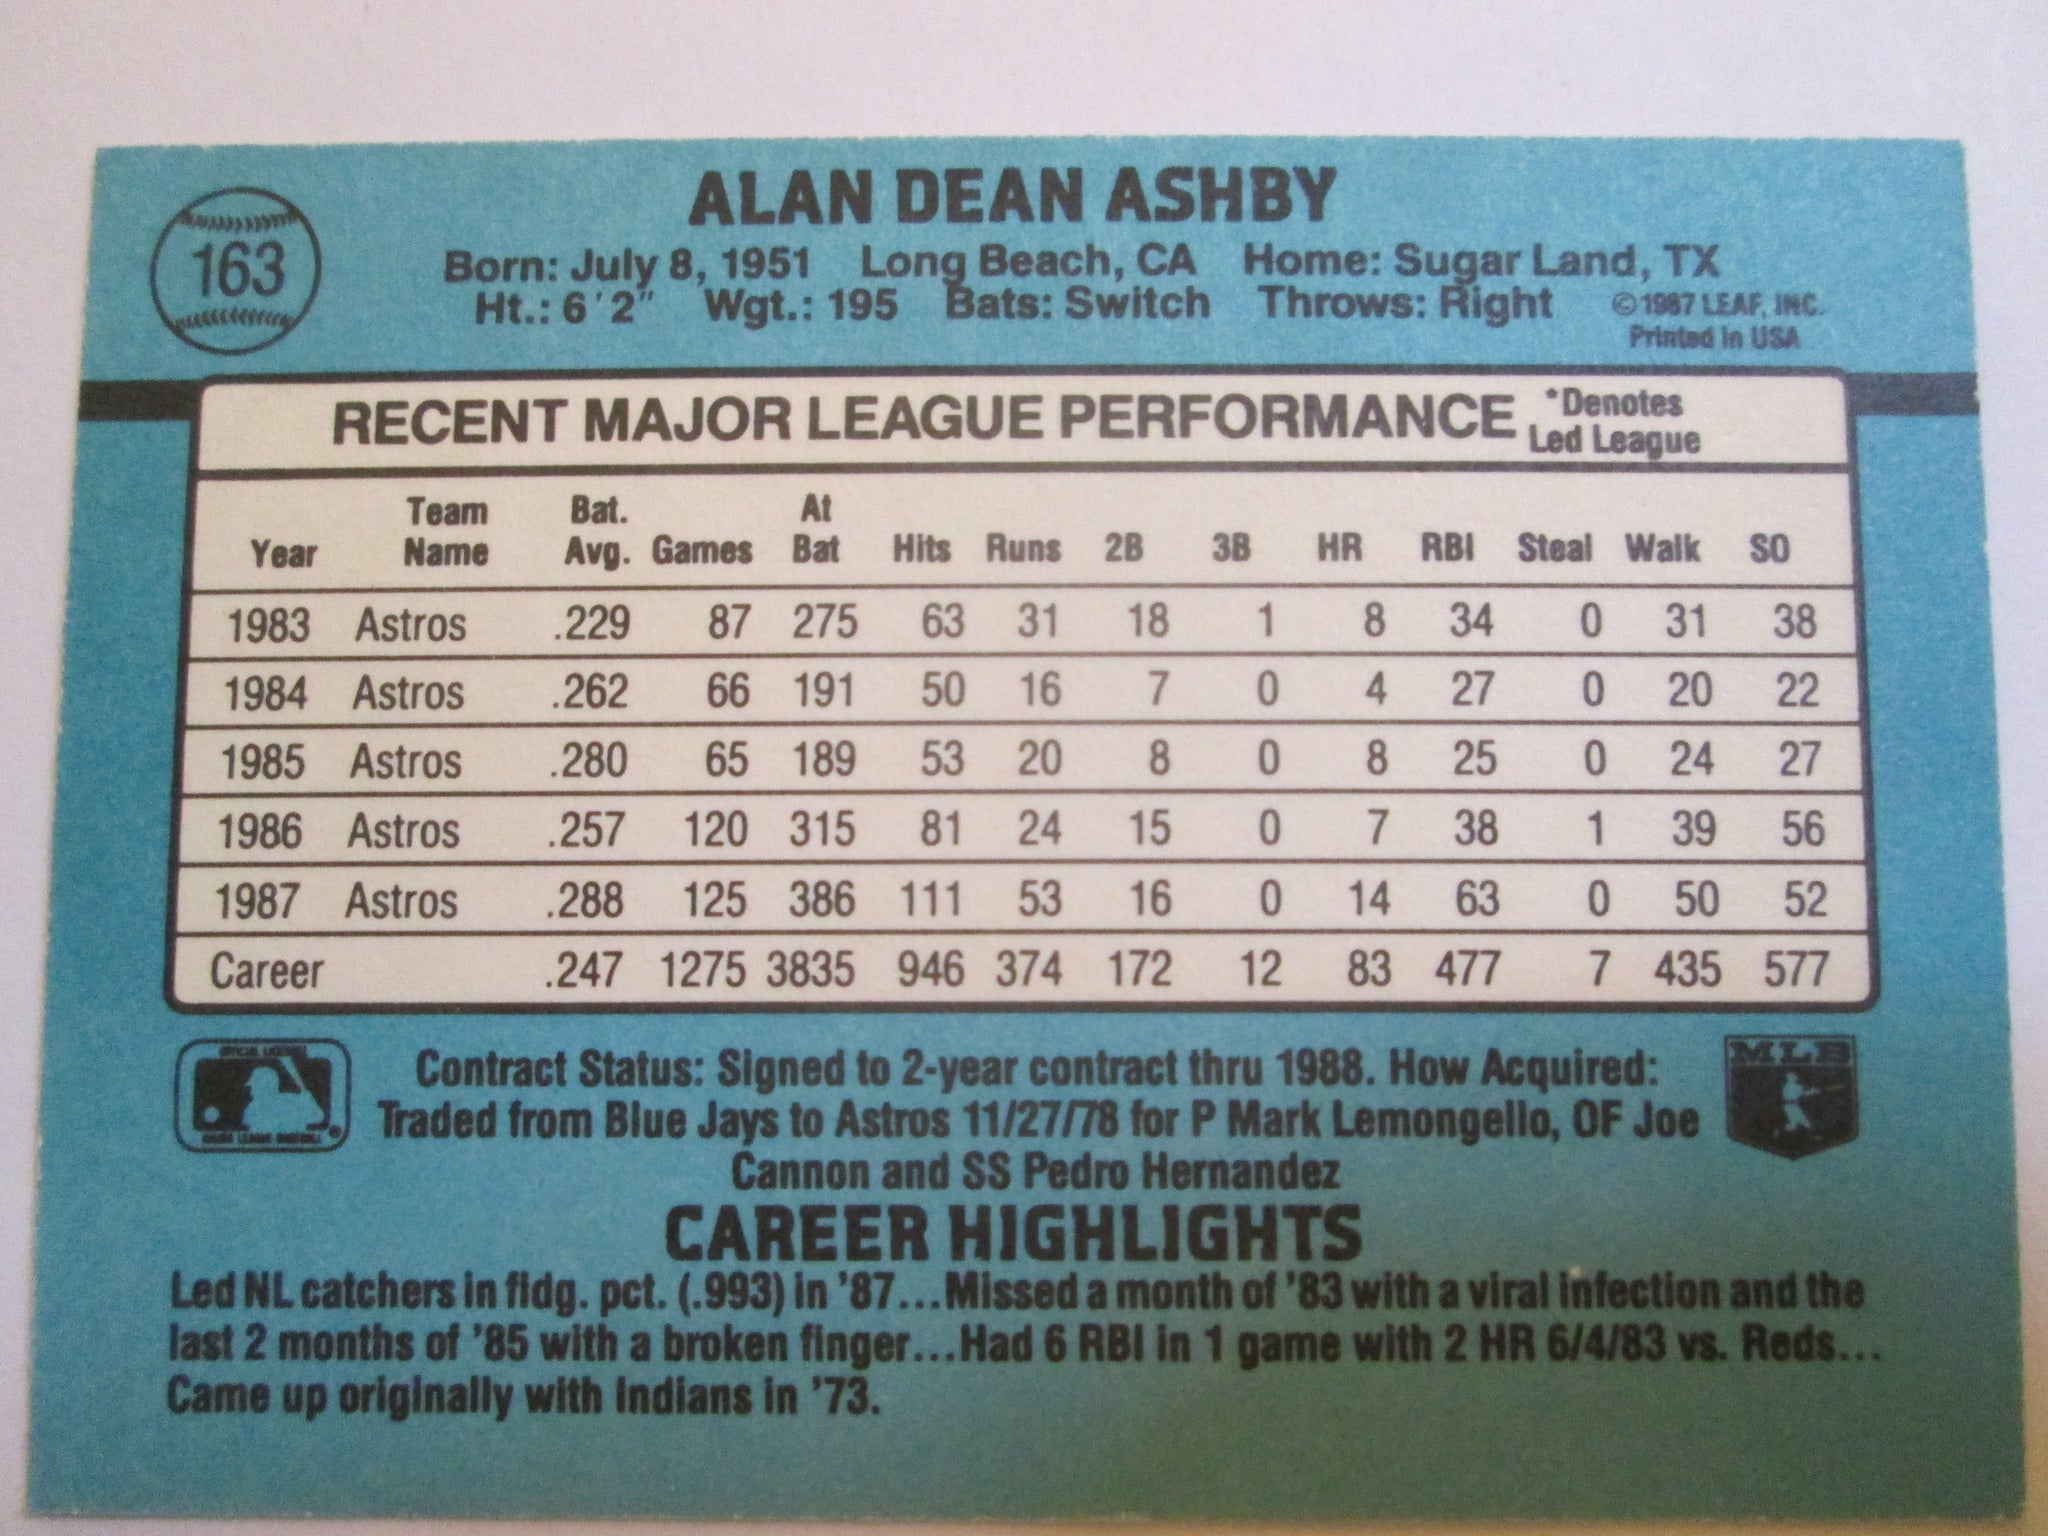 163
ALAN DEAN ASHBY
Born: July 8, 1951 Long Beach, CA Home: Sugar Land, TX
Ht.: 6'2" Wgt.: 195 Bats: Switch Throws: Right © 1987 LEAF, INC.
Printed in USA
RECENT MAJOR LEAGUE PERFORMANCE *Denotes
Led League
Year Team Name Bat. Avg. Games At Bat Hits Runs 2B 3B HR RBI Steal Walk SO
1983 Astros .229 87 275 63 31 18 1 8 34 0 31 38
1984 Astros .262 66 191 50 16 7 0 4 27 0 20 22
1985 Astros .280 65 189 53 20 8 0 8 25 0 24 27
1986 Astros .257 120 315 81 24 15 0 7 38 1 39 56
1987 Astros .288 125 386 111 53 16 0 14 63 0 50 52
Career .247 1275 3835 946 374 172 12 83 477 7 435 577
Contract Status: Signed to 2-year contract thru 1988. How Acquired:
Traded from Blue Jays to Astros 11/27/78 for P Mark Lemongello, OF Joe
Cannon and SS Pedro Hernandez
MLB
CAREER HIGHLIGHTS
Led NL catchers in fldg. pct. (.993) in '87...Missed a month of '83 with a viral infection and the
last 2 months of '85 with a broken finger...Had 6 RBI in 1 game with 2 HR 6/4/83 vs. Reds...
Came up originally with Indians in '73.